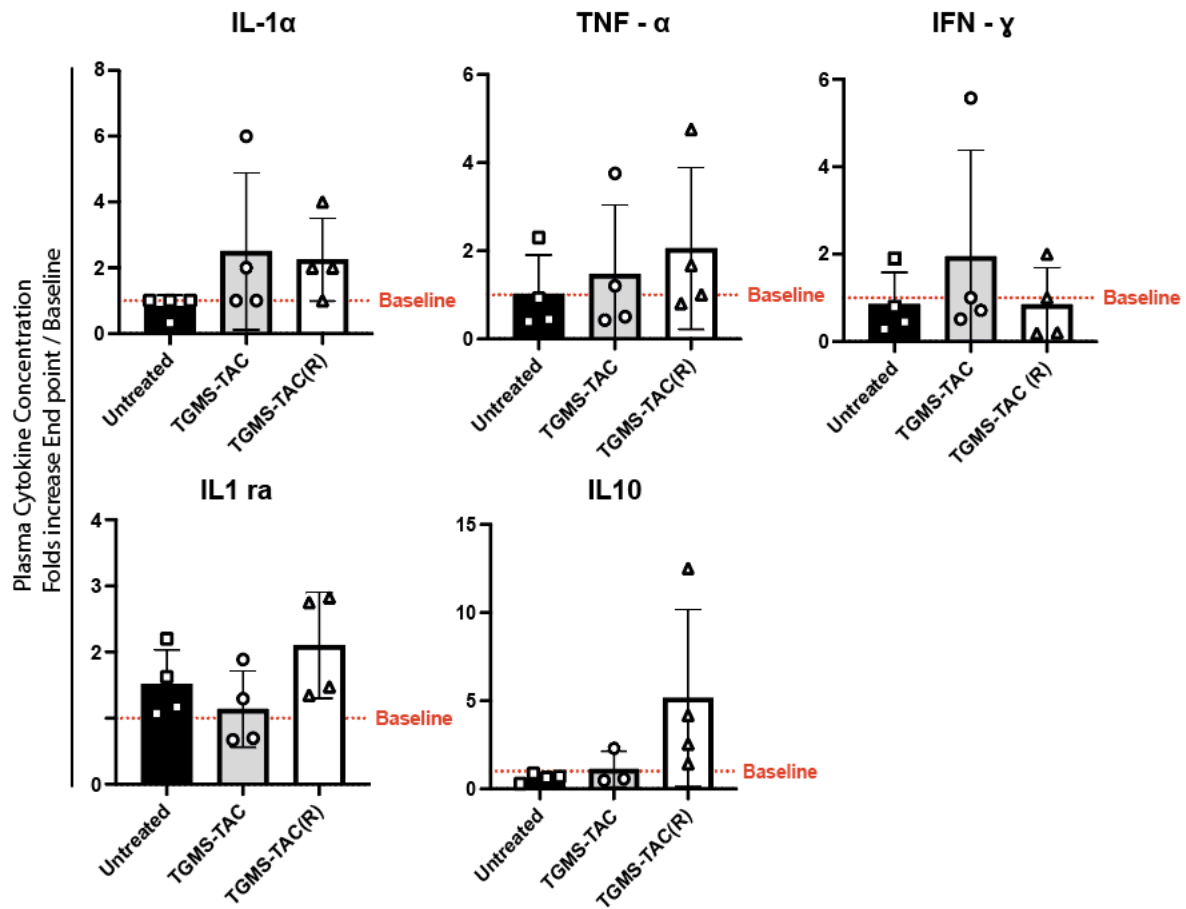 IL-1α
TNF - α
IFN - ɣ
Plasma Cytokine Concentration
Folds increase End point / Baseline
8
6
4
2
0
Baseline
Untreated
TGMS-TAC
TGMS-TAC(R)
6
4
2
0
Baseline
Untreated
TGMS-TAC
TGMS-TAC(R)
6
4
2
0
Baseline
Untreated
TGMS-TAC
TGMS-TAC (R)
IL1 ra
IL10
4
3
2
0
Baseline
Untreated
TGMS-TAC
TGMS-TAC(R)
15
10
5
0
Baseline
Untreated
TGMS-TAC
TGMS-TAC(R)